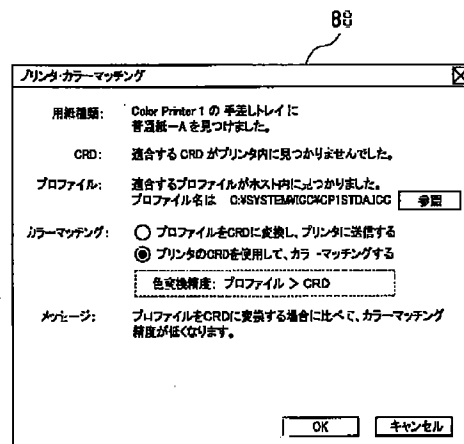 80
プリンタ・カラーマッチング
用紙種類： Color Printer 1 の 手差しトレイ に
普通紙－A を見つけました。
CRD： 適合する CRD がプリンタ内に見つかりませんでした。
プロファイル： 適合するプロファイルがホスト内に見つかりました。
プロファイル名は C:¥SYSTEM¥ICC¥CP1STDA.ICC 参照
カラーマッチング： プロファイルをCRDに変換し、プリンタに送信する
プリンタのCRDを使用して、カラーマッチングする
色変換精度： プロファイル ＞ CRD
メッセージ： プロファイルをCRDに変換する場合に比べて、カラーマッチング
精度が低くなります。
OK キャンセル